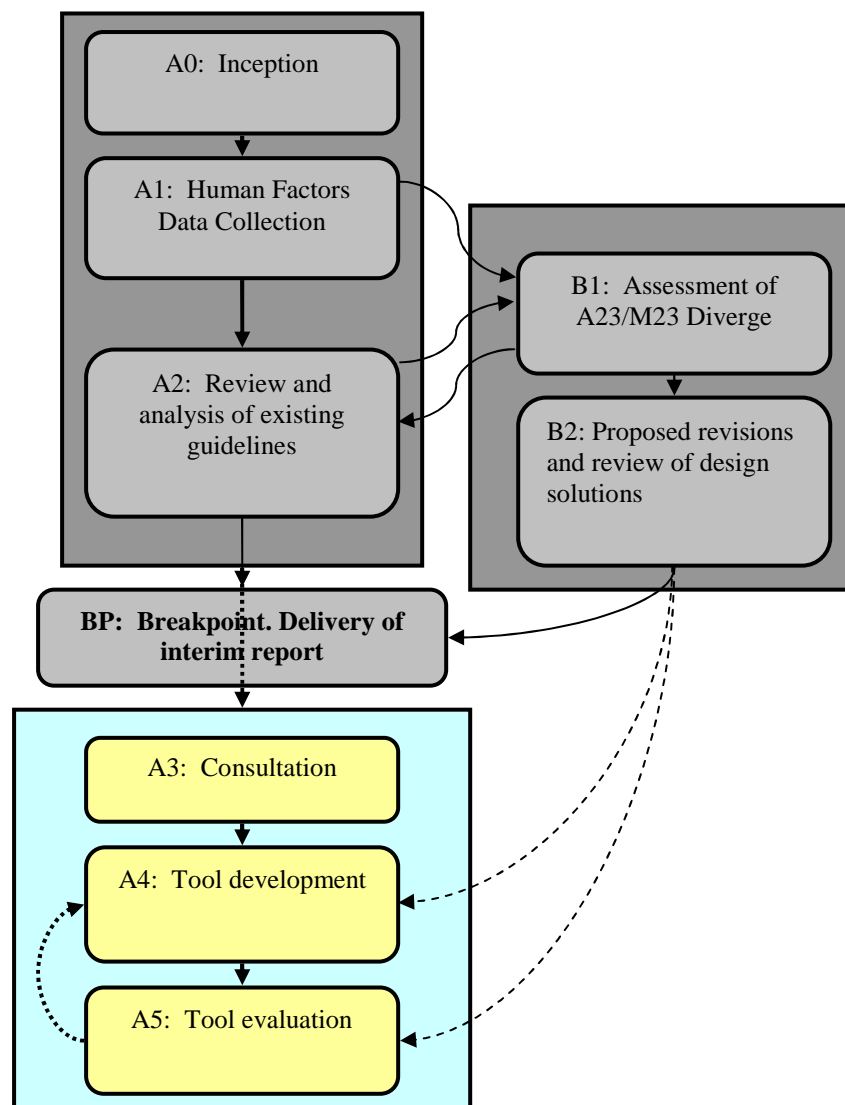 A0: Inception
A1: Human Factors
Data Collection
A2: Review and
analysis of existing
guidelines
B1: Assessment of
A23/M23 Diverge
B2: Proposed revisions
and review of design
solutions
BP: Breakpoint. Delivery of
interim report
A3: Consultation
A4: Tool development
A5: Tool evaluation